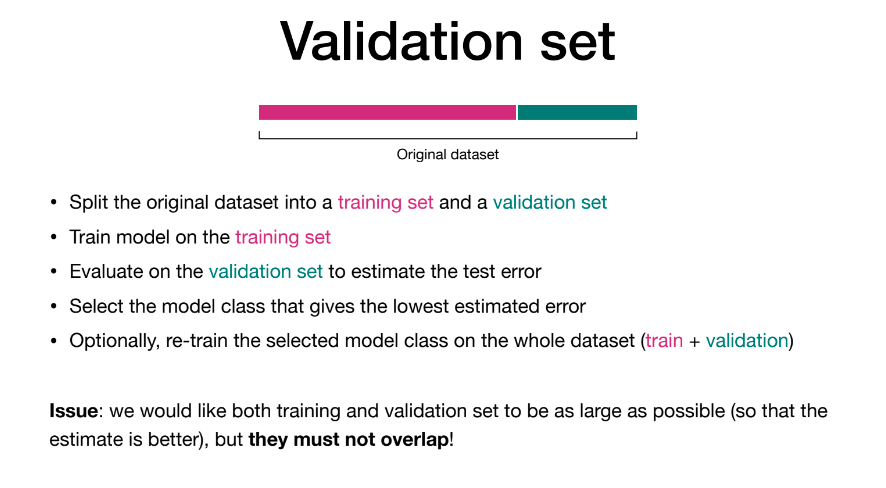 Validation set
Original dataset
• Split the original dataset into a training set and a validation set
• Train model on the training set
• Evaluate on the validation set to estimate the test error
• Select the model class that gives the lowest estimated error
• Optionally, re-train the selected model class on the whole dataset (train + validation)
Issue: we would like both training and validation set to be as large as possible (so that the
estimate is better), but they must not overlap!